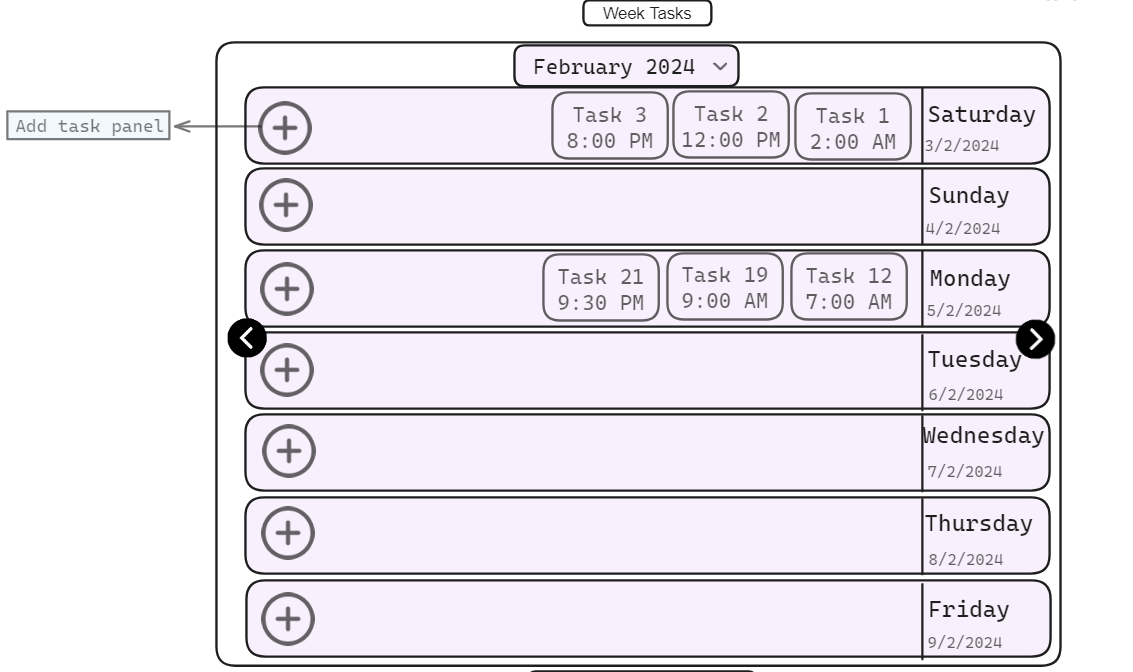 Week Tasks
February 2024
Add task panel
Task 3
8:00 PM
Task 2
12:00 PM
Task 1
2:00 AM
Saturday
3/2/2024
Sunday
4/2/2024
Task 21
9:30 PM
Task 19
9:00 AM
Task 12
7:00 AM
Monday
5/2/2024
Tuesday
6/2/2024
Wednesday
7/2/2024
Thursday
8/2/2024
Friday
9/2/2024